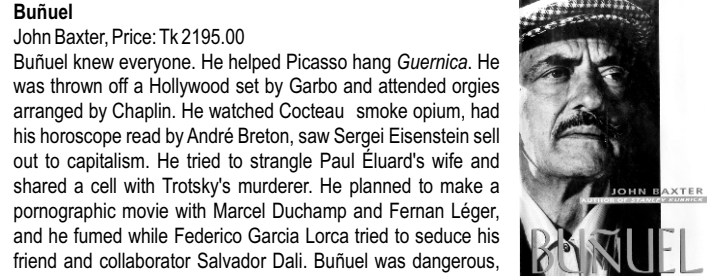 Buñuel
John Baxter, Price: Tk 2195.00
Buñuel knew everyone. He helped Picasso hang Guernica. He
was thrown off a Hollywood set by Garbo and attended orgies
arranged by Chaplin. He watched Cocteau smoke opium, had
his horoscope read by André Breton, saw Sergei Eisenstein sell
out to capitalism. He tried to strangle Paul Éluard's wife and
shared a cell with Trotsky's murderer. He planned to make a
pornographic movie with Marcel Duchamp and Fernan Léger,
and he fumed while Federico Garcia Lorca tried to seduce his
friend and collaborator Salvador Dali. Buñuel was dangerous,
JOHN BAXTER
AUTHOR OF STANLEY KUBRICK
BUÑUEL